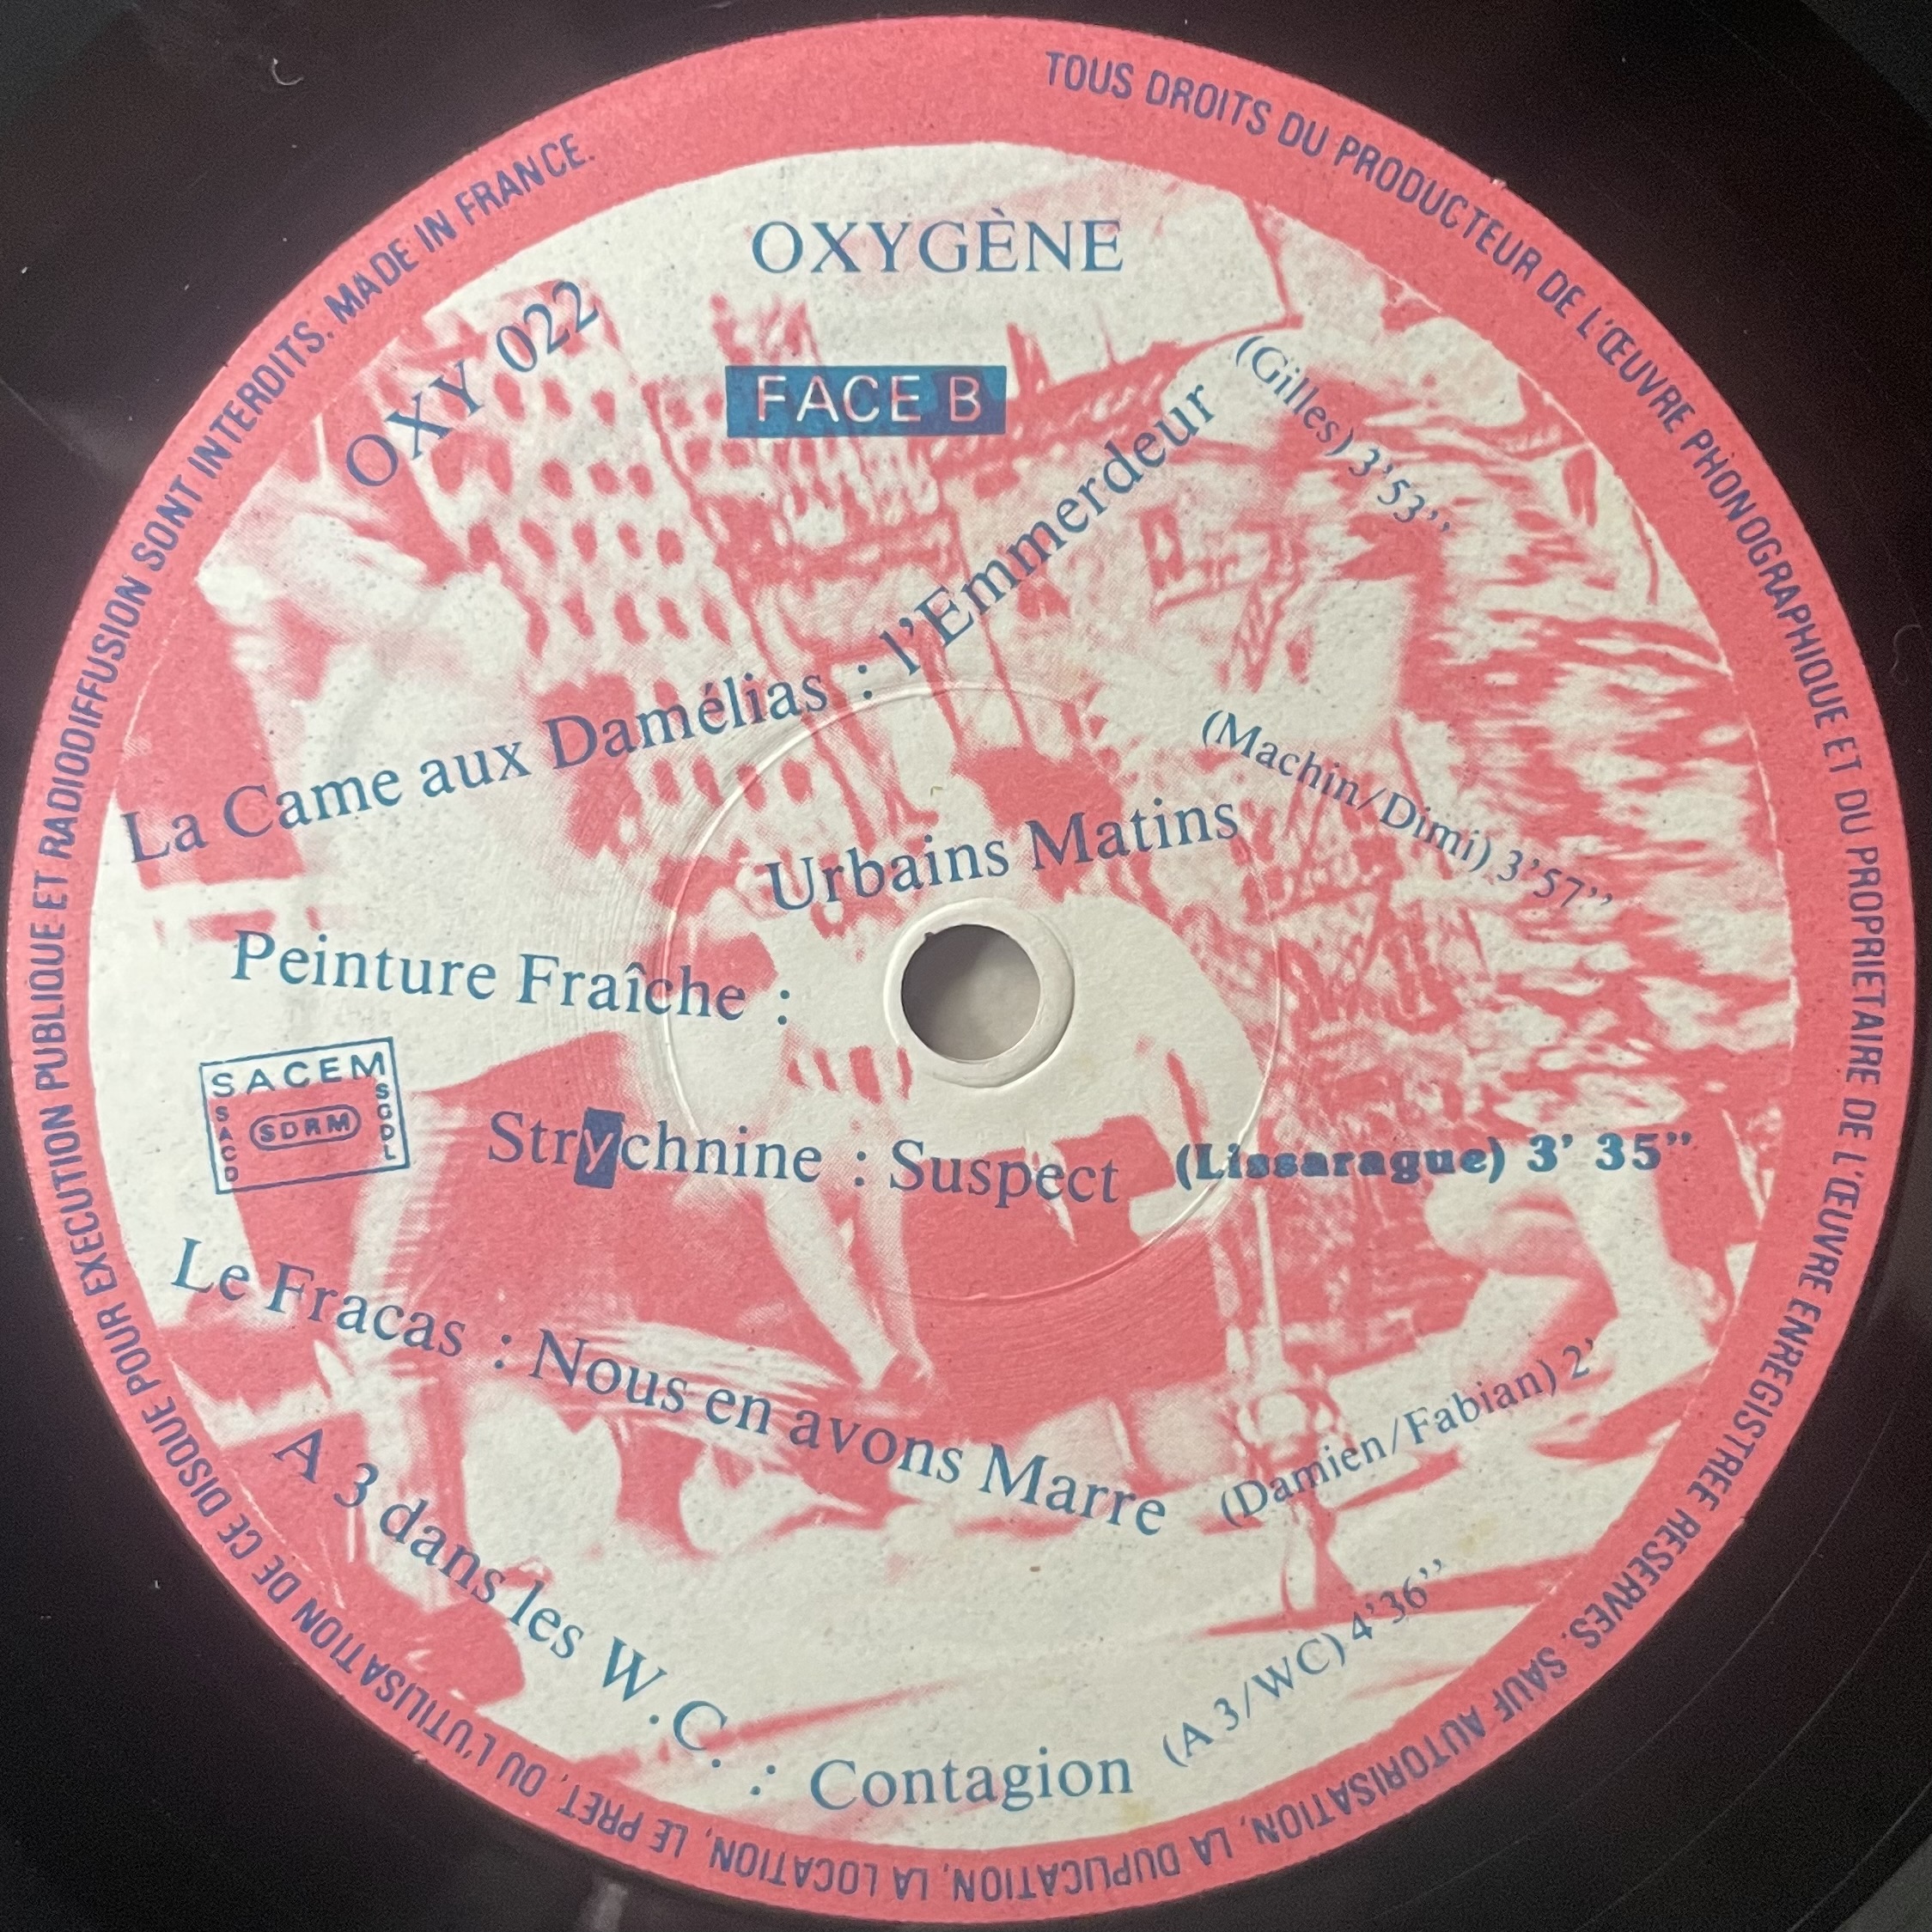 TOUS DROITS DU PRODUCTEUR DE L'ŒUVRE PHONOGRAPHIQUE ET DU PROPRIETAIRE DE L'ŒUVRE ENREGISTREE RESERVES. SAUF AUTORISATION, LA DUPLICATION, LA LOCATION, LE PRET, OU L'UTILISATION DE CE DISQUE POUR EXECUTION PUBLIQUE ET RADIODIFFUSION SONT INTERDITS. MADE IN FRANCE.
OXYGÈNE
OXY 022
FACE B
La Came aux Damélias : l'Emmerdeur (Gilles) 3'53''
Peinture Fraîche : Urbains Matins (Machin/Dimi) 3'57''
SACEM
SACD
SDRM
SCPL
Strychnine : Suspect (Lissarague) 3' 35"
Le Fracas : Nous en avons Marre (Damien/Fabian) 2'
A 3 dans les W.C. : Contagion (A 3/WC) 4'36''